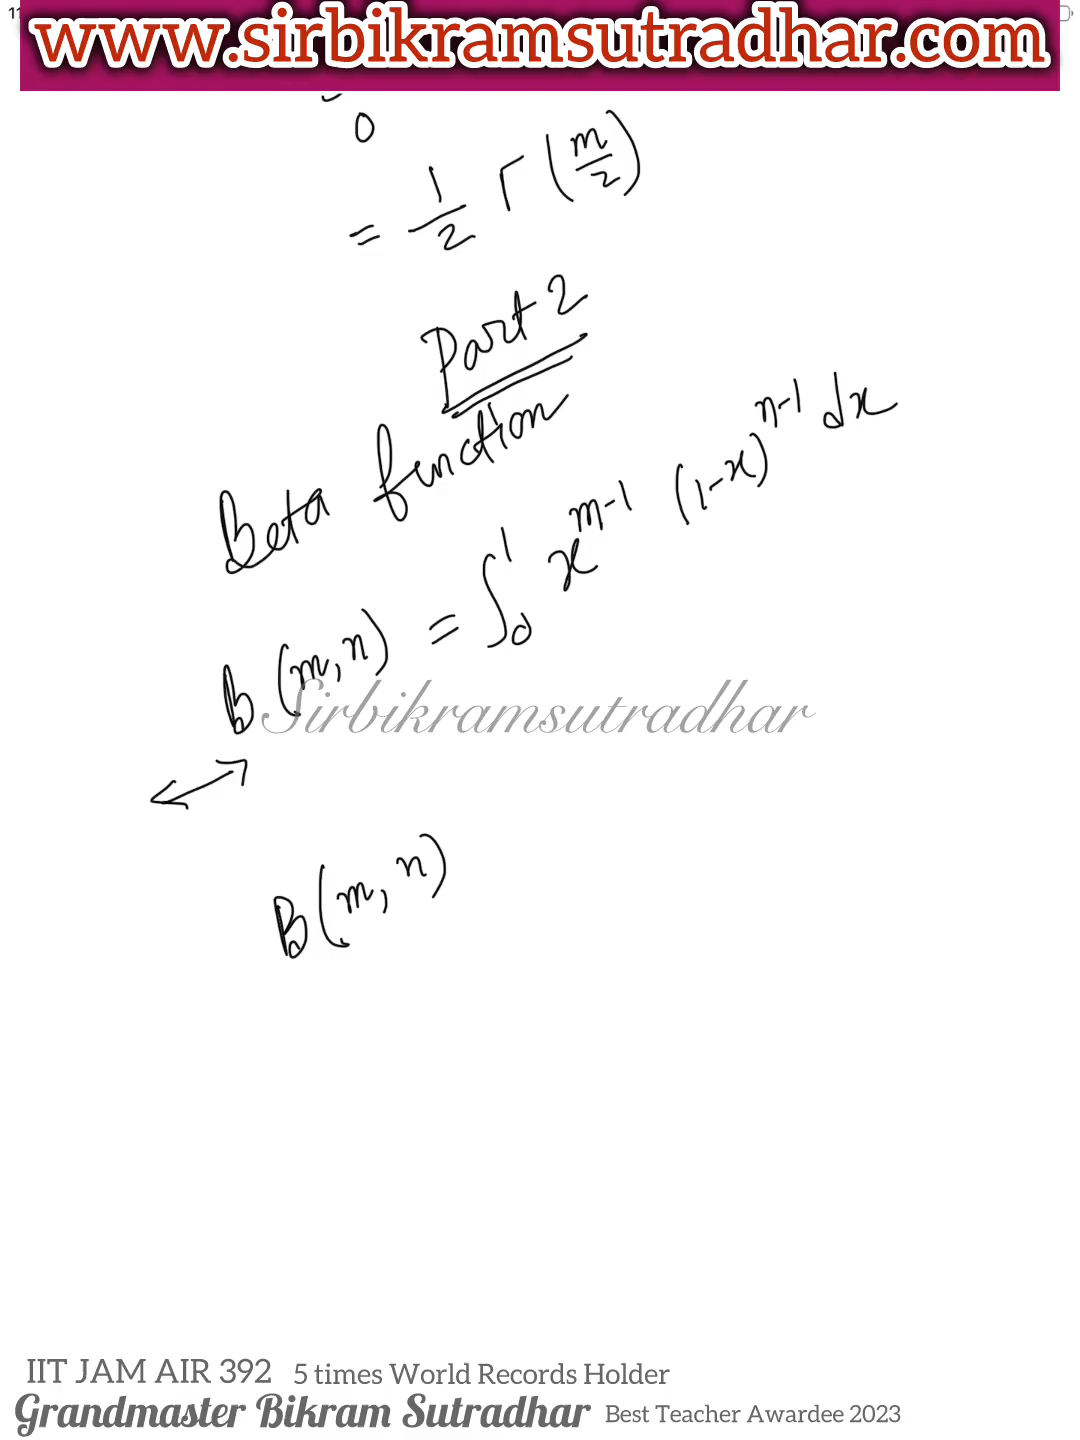 11
www.sirbikramsutradhar.com
0
= 1/2 Γ(m/2)
Part 2
Beta function
B(m,n) = ∫₀¹ x^(m-1) (1-x)^(n-1) dx
Sirbikramsutradhar
B(m, n)
IIT JAM AIR 392 5 times World Records Holder
Grandmaster Bikram Sutradhar Best Teacher Awardee 2023